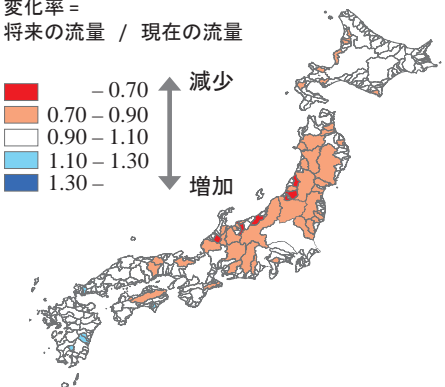 変化率 =
将来の流量 / 現在の流量
– 0.70
減少
0.70 – 0.90
0.90 – 1.10
1.10 – 1.30
1.30 –
増加